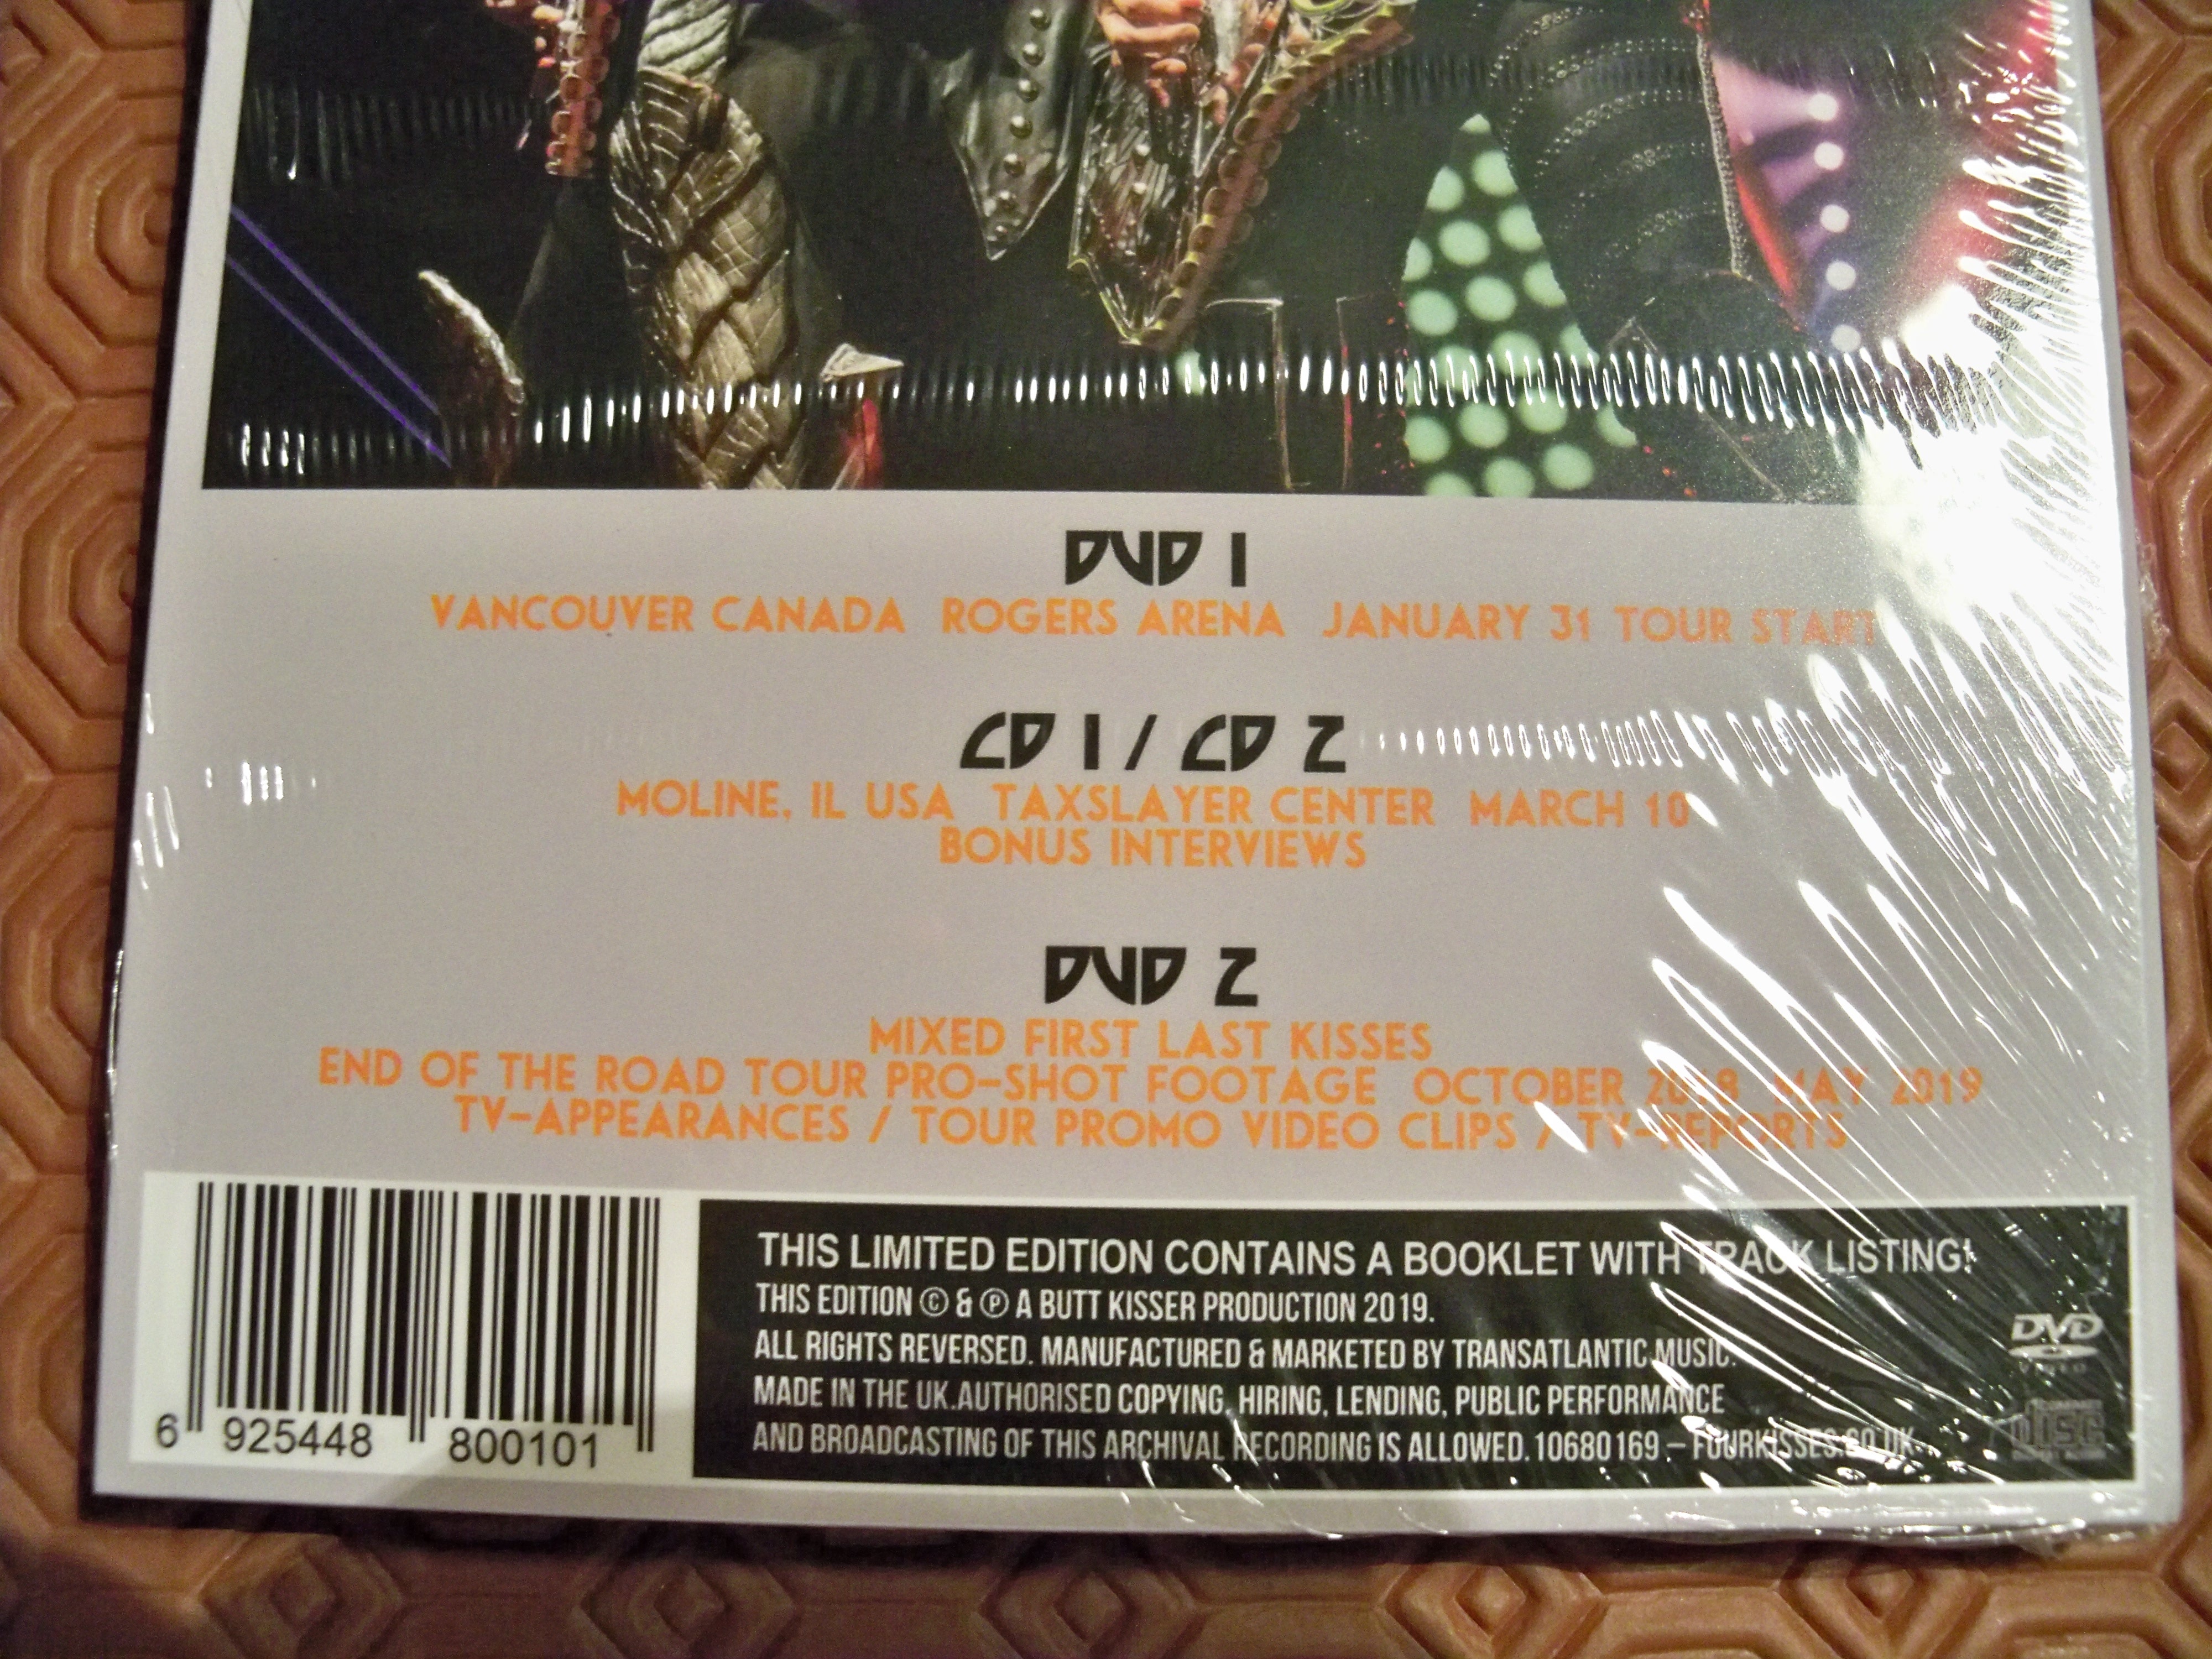 DVD 1
VANCOUVER CANADA ROGERS ARENA JANUARY 31 TOUR START
CD 1 / CD 2
MOLINE, IL USA TAXSLAYER CENTER MARCH 10
BONUS INTERVIEWS
DVD 2
MIXED FIRST LAST KISSES
END OF THE ROAD TOUR PRO-SHOT FOOTAGE OCTOBER 2018 MAY 2019
TV-APPEARANCES / TOUR PROMO VIDEO CLIPS / TV-REPORTS
THIS LIMITED EDITION CONTAINS A BOOKLET WITH TRACK LISTING!
THIS EDITION © & ℗ A BUTT KISSER PRODUCTION 2019.
ALL RIGHTS REVERSED. MANUFACTURED & MARKETED BY TRANSATLANTIC MUSIC.
MADE IN THE UK.AUTHORISED COPYING, HIRING, LENDING, PUBLIC PERFORMANCE
AND BROADCASTING OF THIS ARCHIVAL RECORDING IS ALLOWED. 10680169 – FOURKISSES.CO.UK
DVD
VIDEO
disc
6 925448 800101